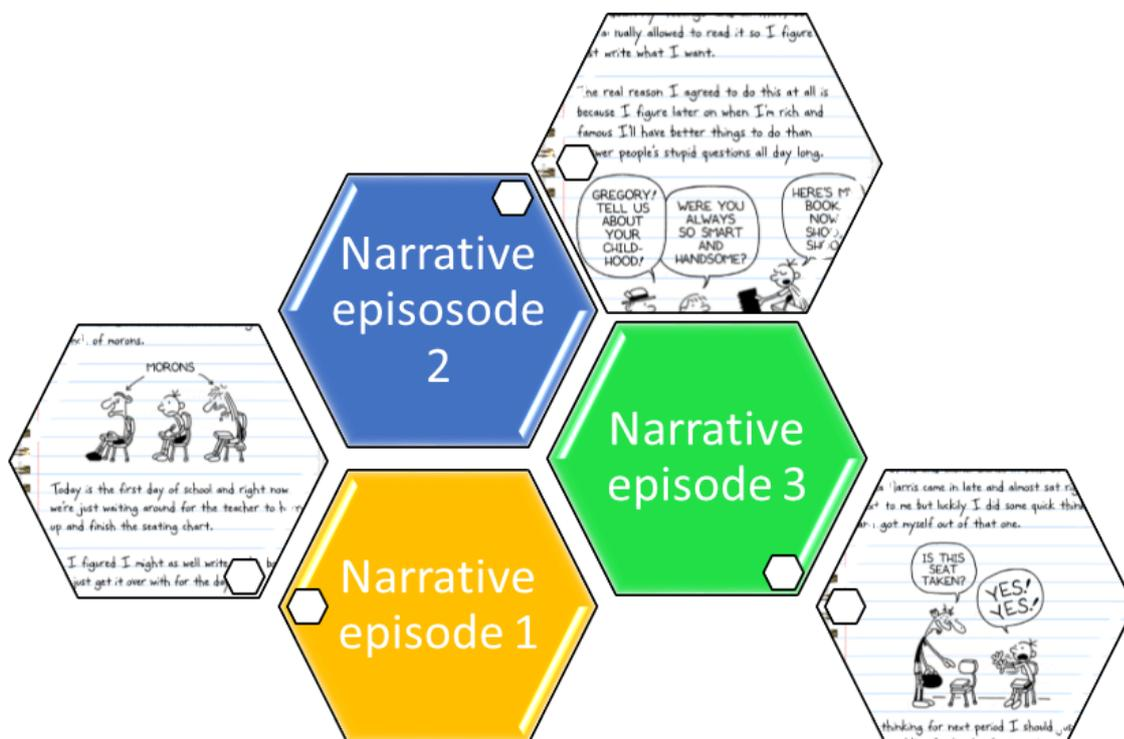 rually allowed to read it so I figure
write what I want.
The real reason I agreed to do this at all is
because I figure later on when I'm rich and
famous I'll have better things to do than
people's stupid questions all day long.
GREGORY!
TELL US
ABOUT
YOUR
CHILD-
HOOD!
WERE YOU
ALWAYS
SO SMART
AND
HANDSOME?
HERE'S M
BOOK.
NOW
Narrative
episosode
2
of morons.
MORONS
Today is the first day of school and right now
we're just waiting around for the teacher to
up and finish the seating chart.
I figured I might as well write
just get it over with for the
Narrative
episode 3
Narrative
episode 1
came in late and almost sat
to me but luckily I did some quick
got myself out of that one.
IS THIS
SEAT
TAKEN?
YES!
YES!
thinking for next period I should